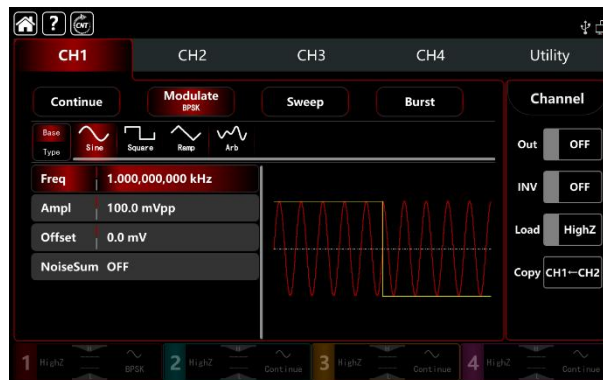 ? CNT
CH1 CH2 CH3 CH4 Utility
Continue Modulate Sweep Burst Channel
BPSK
Base
Type Sine Square Ramp Arb
Out OFF
Freq 1.000,000,000 kHz
INV OFF
Ampl 100.0 mVpp
Load HighZ
Offset 0.0 mV
NoiseSum OFF
Copy CH1←CH2
1 HighZ BPSK 2 HighZ Continue 3 HighZ Continue 4 HighZ Continue